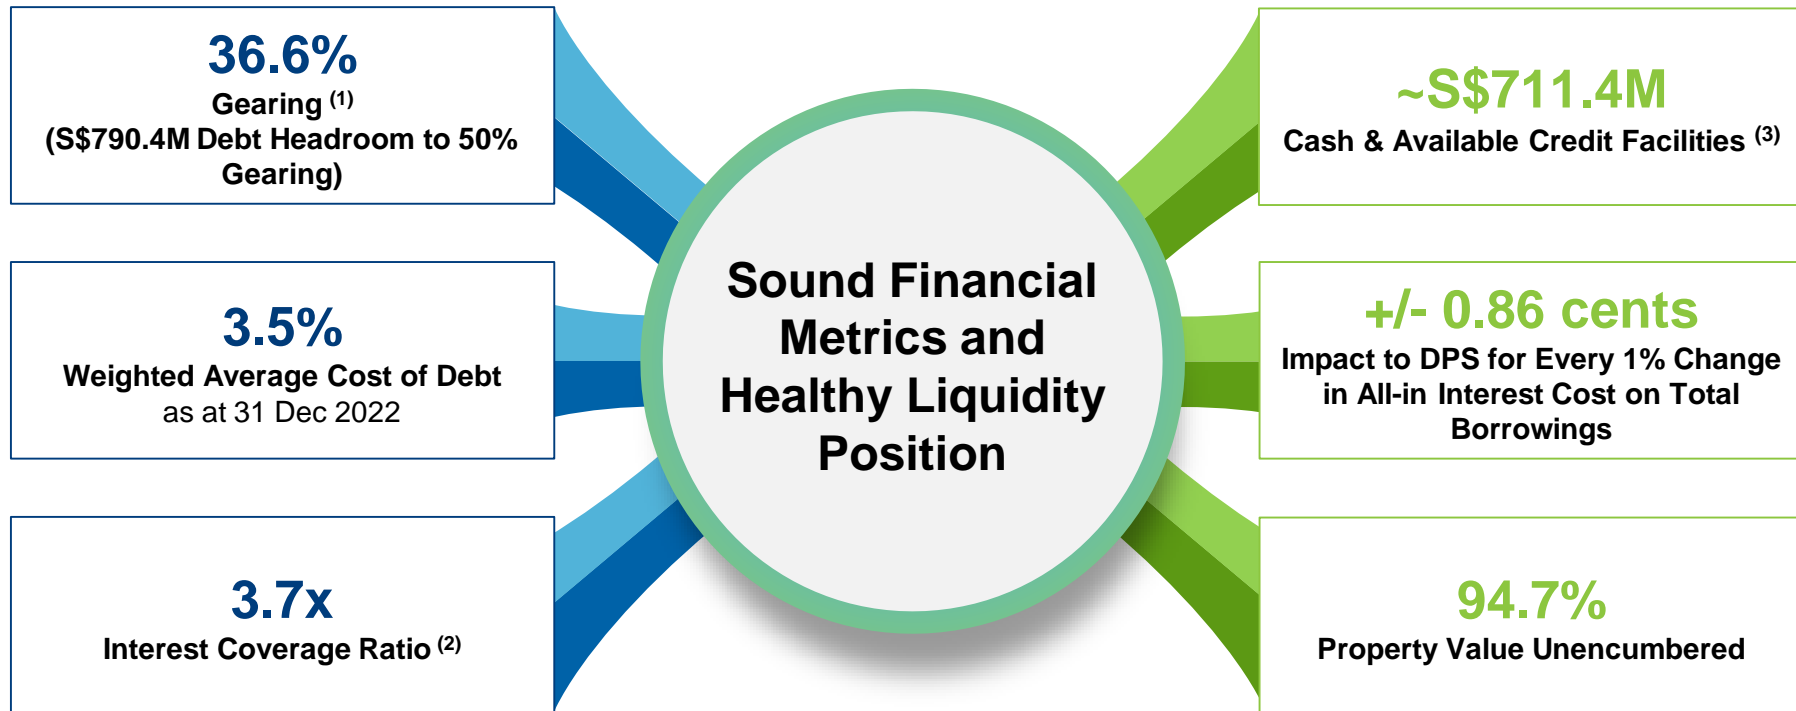 36.6%
Gearing (1)
(S$790.4M Debt Headroom to 50%
Gearing)
3.5%
Weighted Average Cost of Debt
as at 31 Dec 2022
3.7x
Interest Coverage Ratio (2)
Sound Financial
Metrics and
Healthy Liquidity
Position
~S$711.4M
Cash & Available Credit Facilities (3)
+/- 0.86 cents
Impact to DPS for Every 1% Change
in All-in Interest Cost on Total
Borrowings
94.7%
Property Value Unencumbered